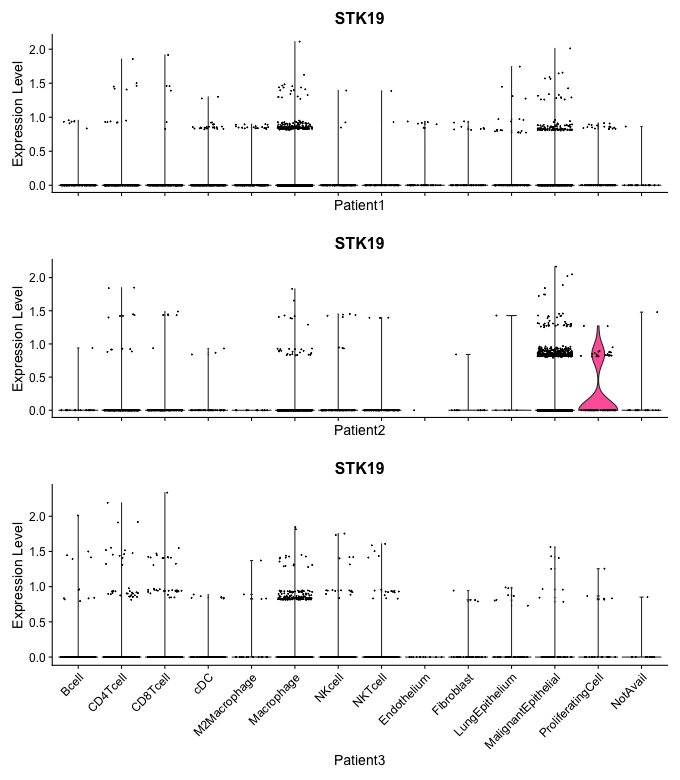 STK19
Expression Level
2.0
1.5
1.0
0.5
0.0
Patient1
STK19
Expression Level
2.0
1.5
1.0
0.5
0.0
Patient2
STK19
Expression Level
2.0
1.5
1.0
0.5
0.0
Bcell
CD4Tcell
CD8Tcell
cDC
M2Macrophage
Macrophage
NKcell
NKTcell
Endothelium
Fibroblast
LungEpithelium
MalignantEpithelial
ProliferatingCell
NotAvail
Patient3